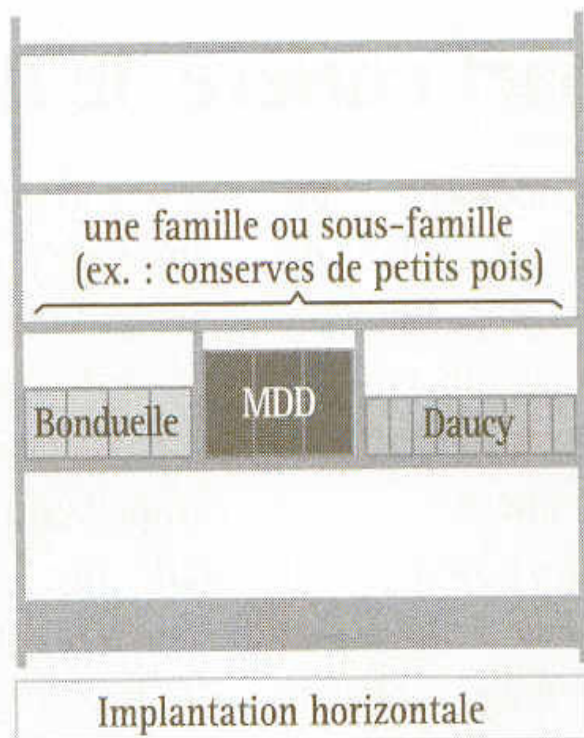 une famille ou sous-famille
(ex. : conserves de petits pois)
Bonduelle MDD Daucy
Implantation horizontale